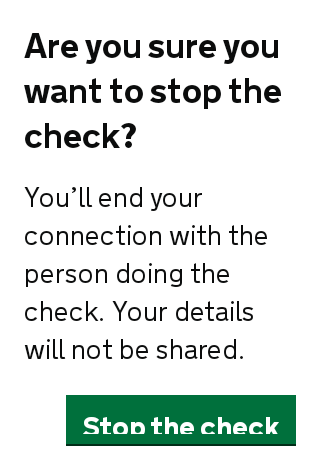 Are you sure you
want to stop the
check?
You’ll end your
connection with the
person doing the
check. Your details
will not be shared.
Stop the check